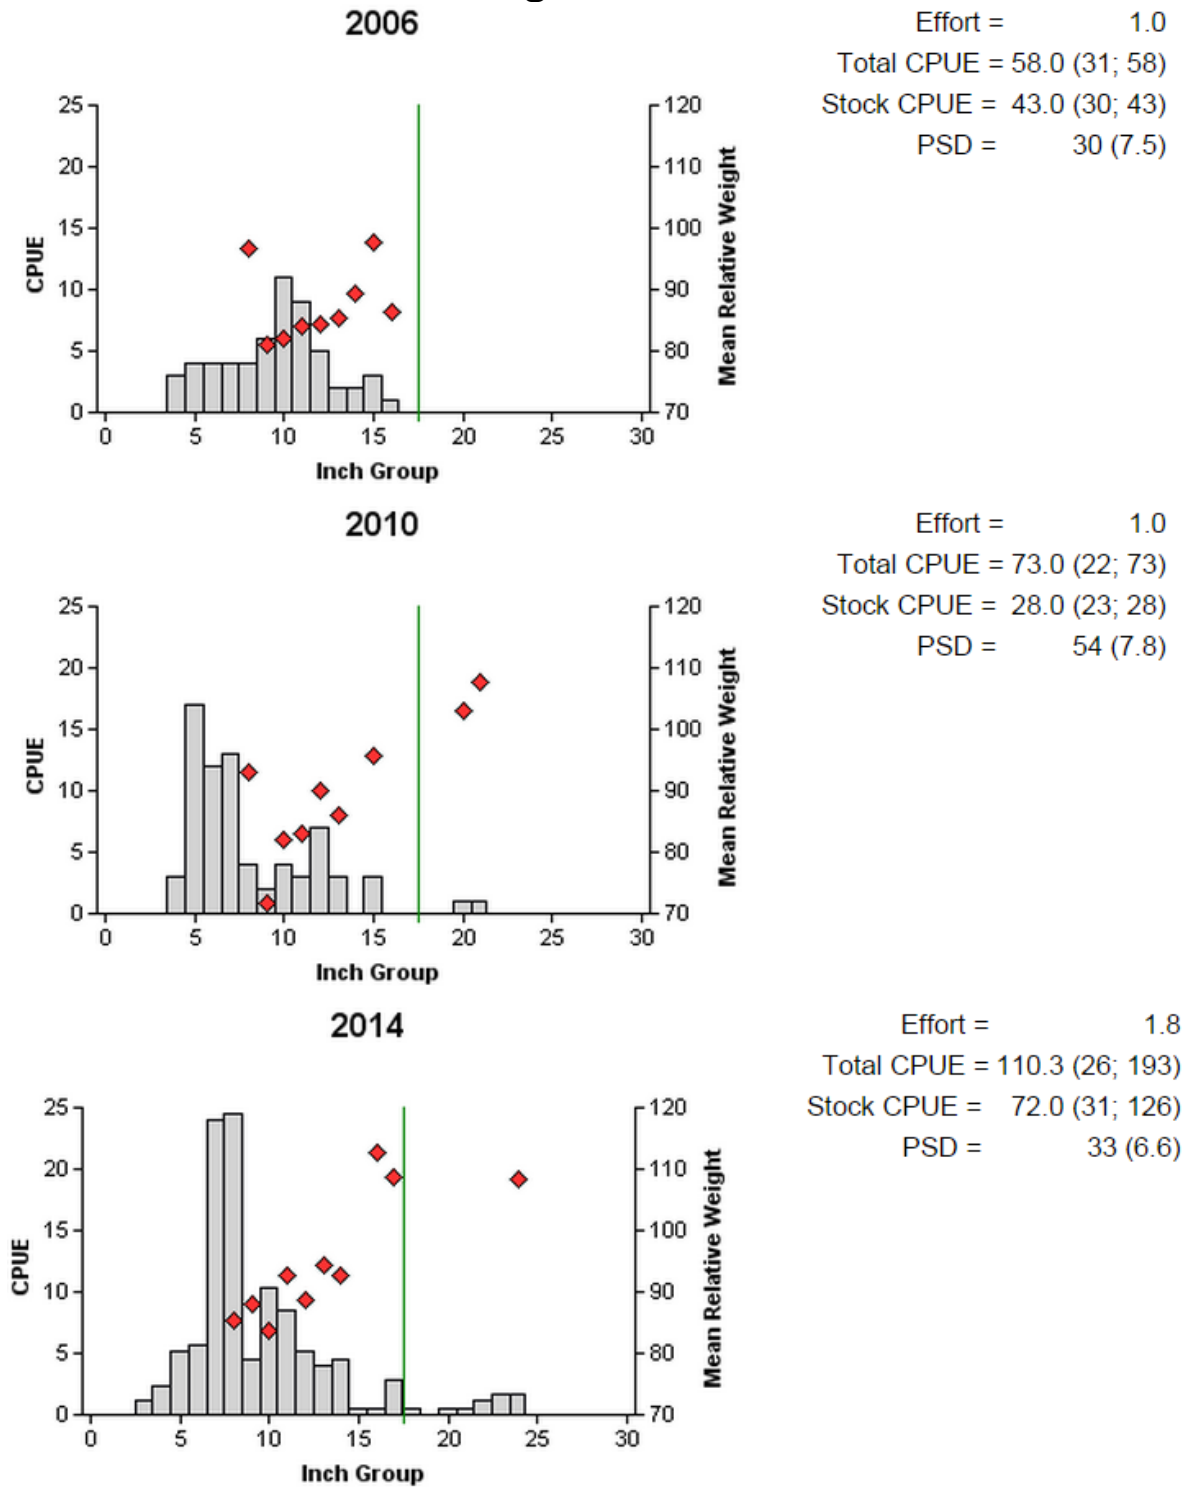 2006
Effort = 1.0
Total CPUE = 58.0 (31; 58)
Stock CPUE = 43.0 (30; 43)
PSD = 30 (7.5)
25
20
15
10
5
0
CPUE
120
110
100
90
80
70
Mean Relative Weight
0 5 10 15 20 25 30
Inch Group
2010
Effort = 1.0
Total CPUE = 73.0 (22; 73)
Stock CPUE = 28.0 (23; 28)
PSD = 54 (7.8)
25
20
15
10
5
0
CPUE
120
110
100
90
80
70
Mean Relative Weight
0 5 10 15 20 25 30
Inch Group
2014
Effort = 1.8
Total CPUE = 110.3 (26; 193)
Stock CPUE = 72.0 (31; 126)
PSD = 33 (6.6)
25
20
15
10
5
0
CPUE
120
110
100
90
80
70
Mean Relative Weight
0 5 10 15 20 25 30
Inch Group